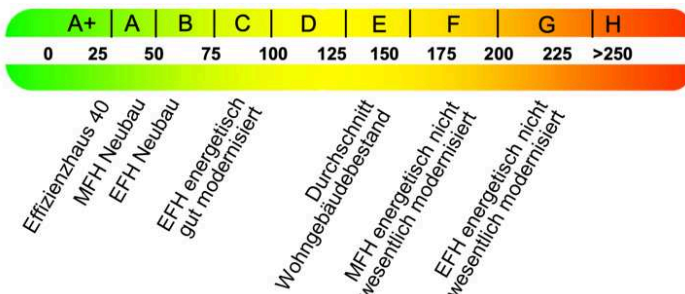 A+ A B C D E F G H
0 25 50 75 100 125 150 175 200 225 >250
Effizienzhaus 40
MFH Neubau
EFH Neubau
EFH energetisch
gut modernisiert
Durchschnitt
Wohngebäudebestand
MFH energetisch nicht
wesentlich modernisiert
EFH energetisch nicht
wesentlich modernisiert